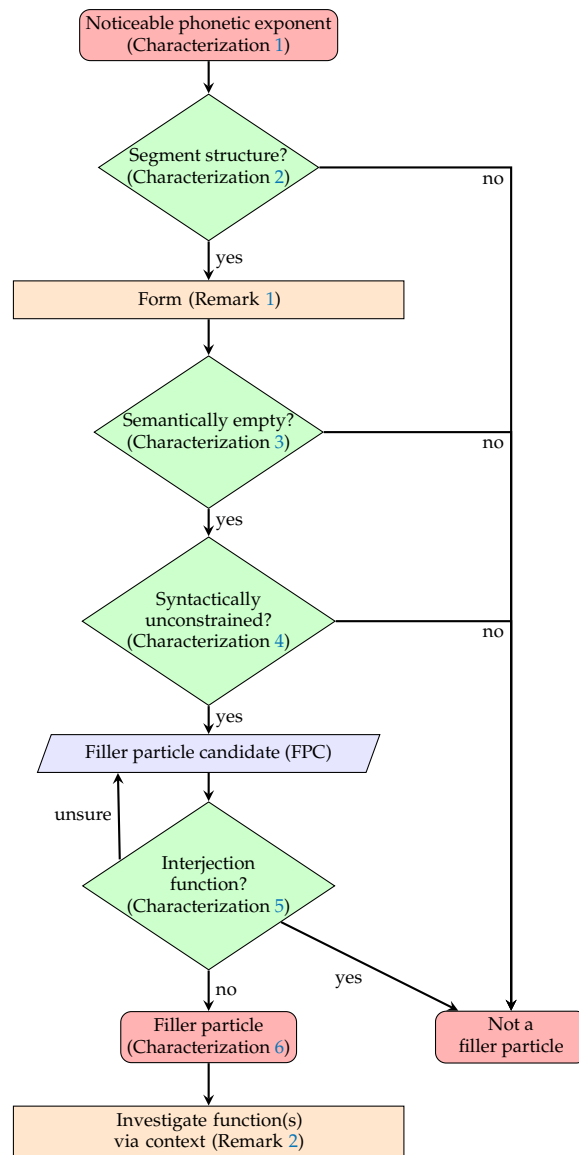 Noticeable phonetic exponent
(Characterization 1)
Segment structure?
(Characterization 2)
no
yes
Form (Remark 1)
Semantically empty?
(Characterization 3)
no
yes
Syntactically
unconstrained?
(Characterization 4)
no
yes
Filler particle candidate (FPC)
unsure
Interjection
function?
(Characterization 5)
yes
no
Filler particle
(Characterization 6)
Not a
filler particle
Investigate function(s)
via context (Remark 2)